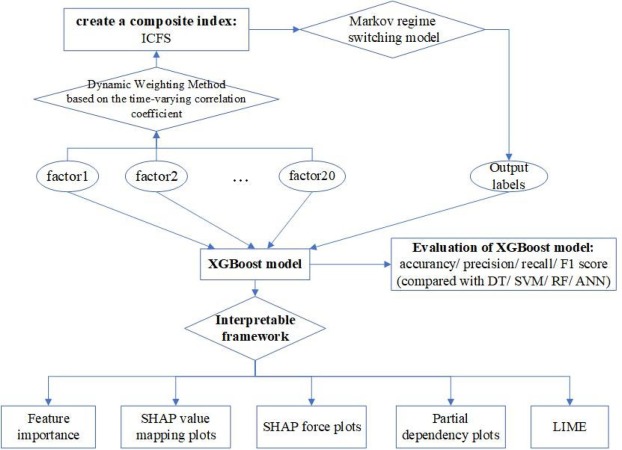 create a composite index:
ICFS
Markov regime
switching model
Dynamic Weighting Method
based on the time-varying correlation
coefficient
factor1
factor2
...
factor20
Output
labels
XGBoost model
Evaluation of XGBoost model:
accurancy/ precision/ recall/ F1 score
(compared with DT/ SVM/ RF/ ANN)
Interpretable
framework
Feature
importance
SHAP value
mapping plots
SHAP force plots
Partial
dependency plots
LIME